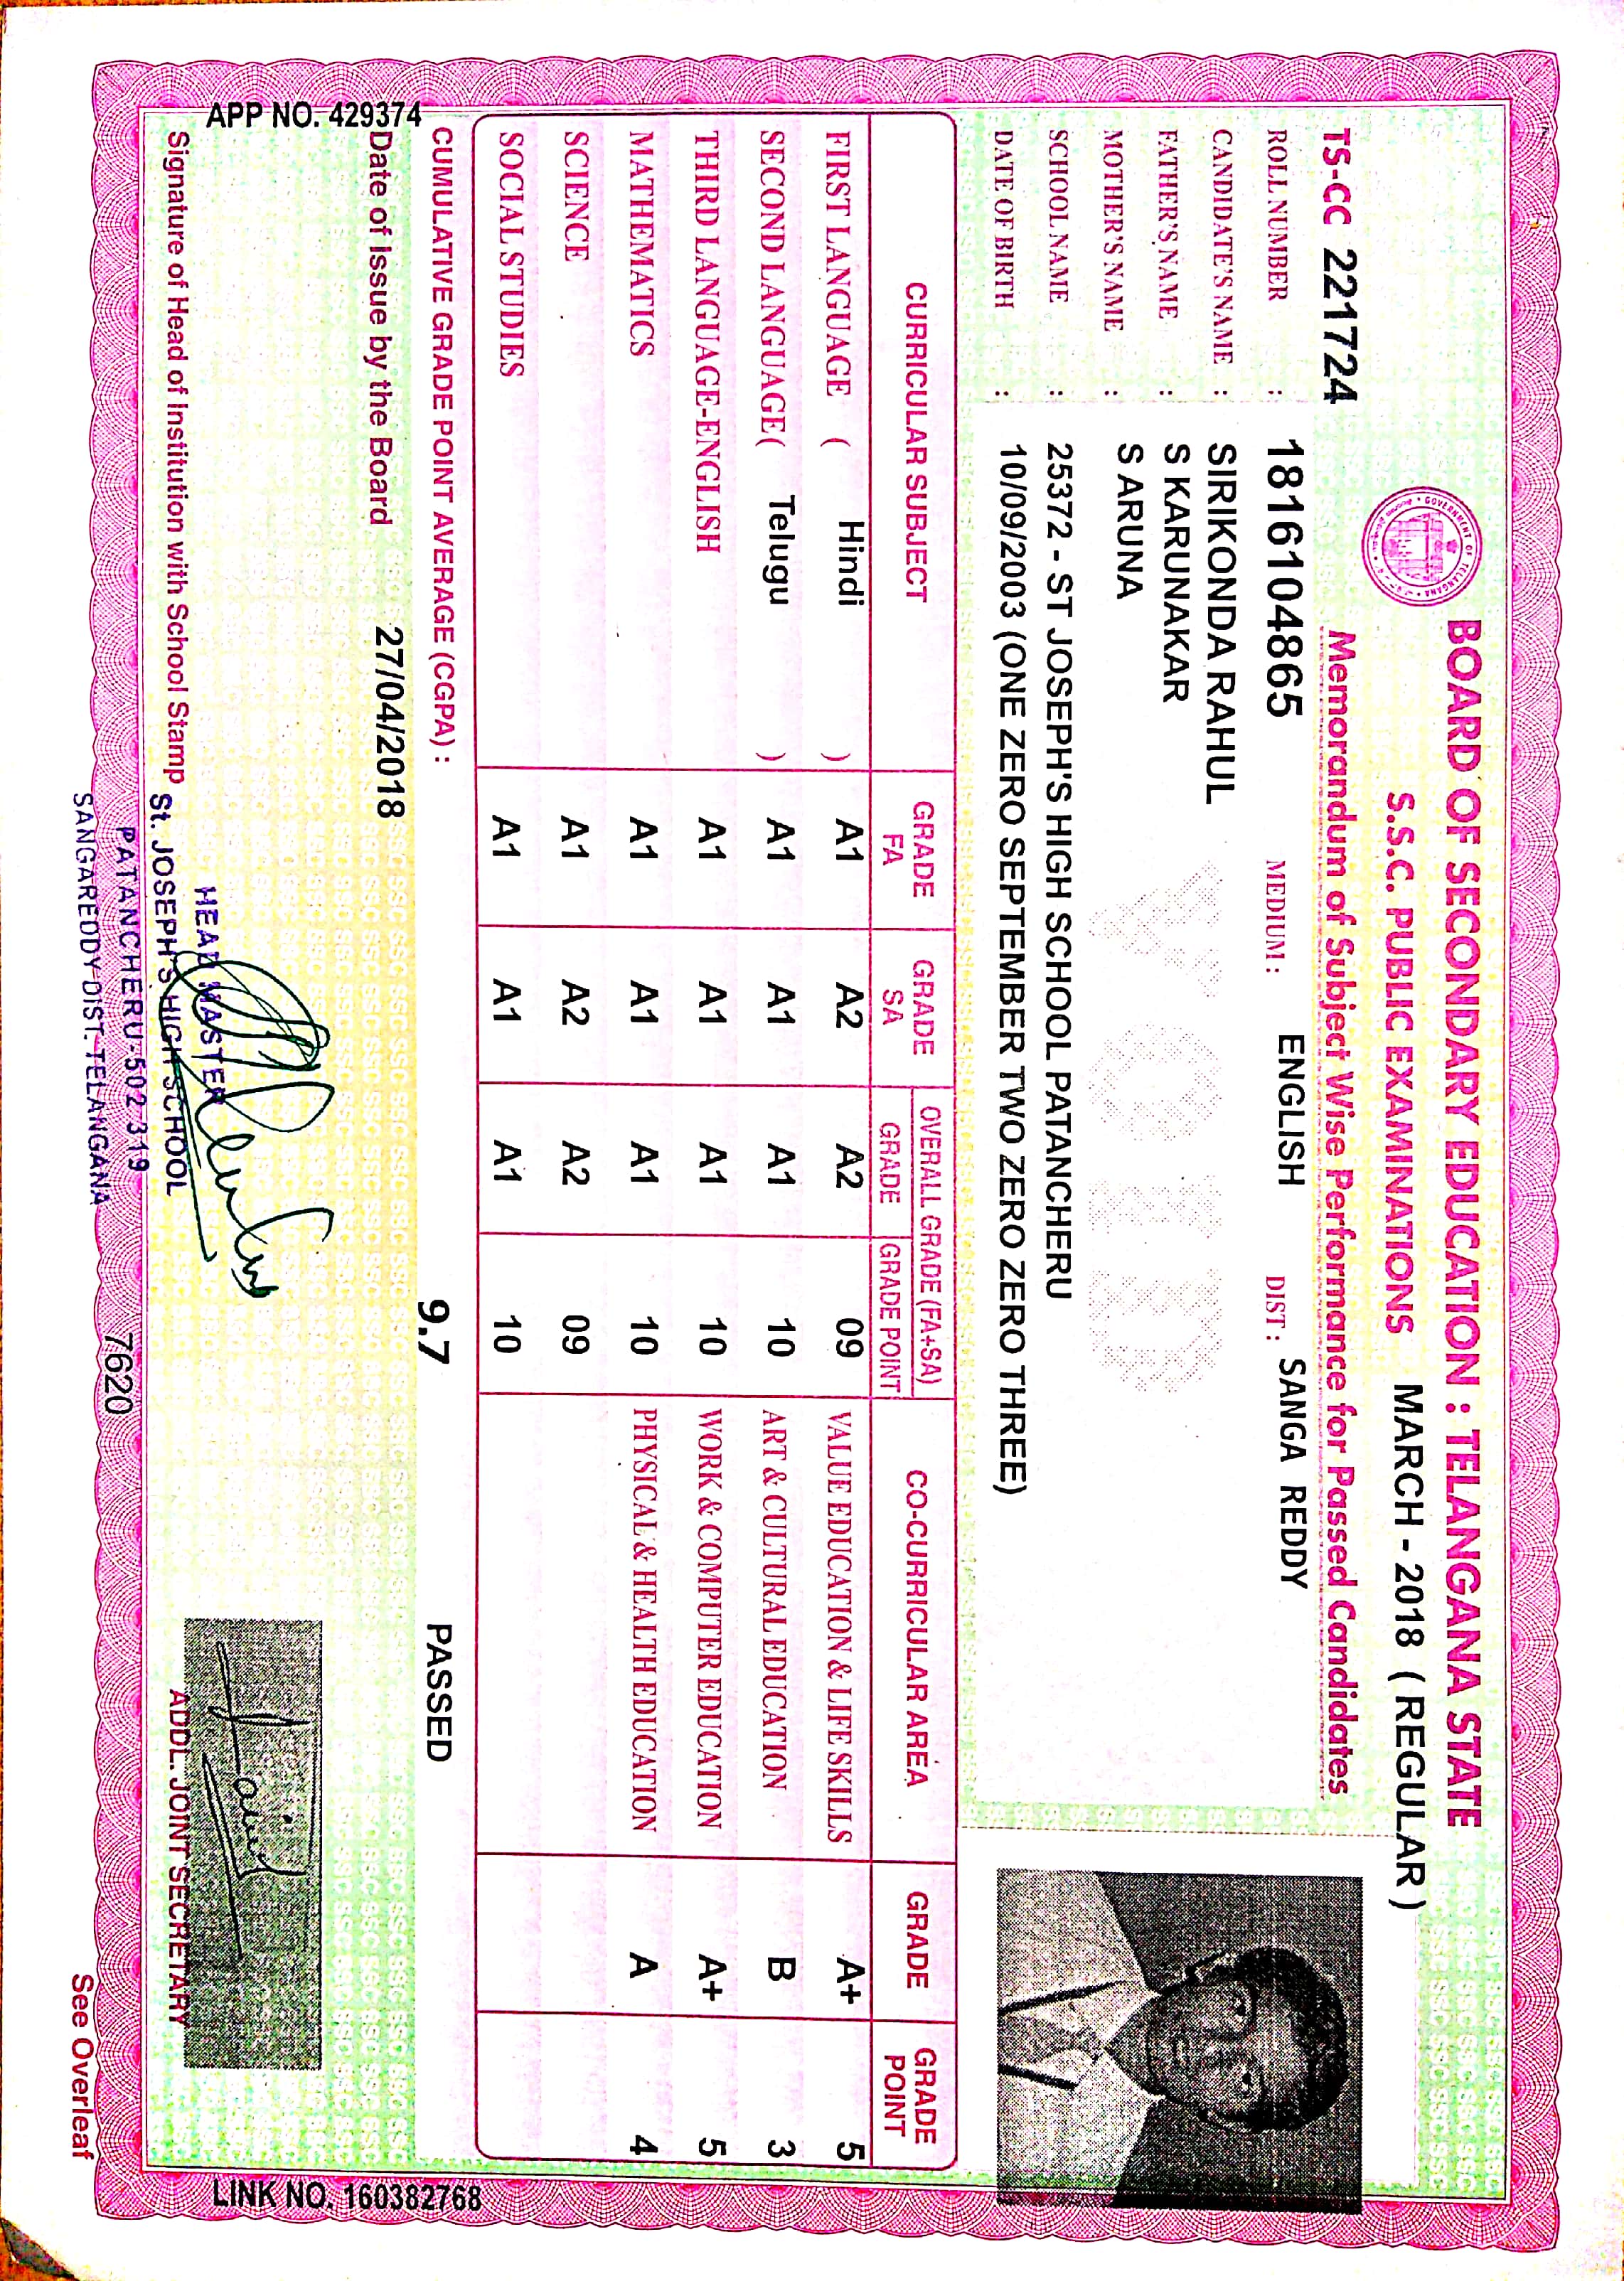 BOARD OF SECONDARY EDUCATION : TELANGANA STATE
S.S.C. PUBLIC EXAMINATIONS MARCH - 2018 ( REGULAR )
TS-CC 221724 Memorandum of Subject Wise Performance for Passed Candidates
ROLL NUMBER : 1816104865 MEDIUM : ENGLISH DIST : SANGA REDDY
CANDIDATE'S NAME : SIRIKONDA RAHUL
FATHER'S NAME : S KARUNAKAR
MOTHER'S NAME : S ARUNA
VOID
SCHOOL NAME : 25372 - ST JOSEPH'S HIGH SCHOOL PATANCHERU
DATE OF BIRTH : 10/09/2003 (ONE ZERO SEPTEMBER TWO ZERO ZERO THREE)
CURRICULAR SUBJECT GRADE FA GRADE SA OVERALL GRADE (FA+SA) GRADE GRADE POINT CO-CURRICULAR AREA GRADE GRADE POINT
FIRST LANGUAGE ( Hindi ) A1 A2 A2 09 VALUE EDUCATION & LIFE SKILLS A+ 5
SECOND LANGUAGE ( Telugu ) A1 A1 A1 10 ART & CULTURAL EDUCATION B 3
THIRD LANGUAGE-ENGLISH A1 A1 A1 10 WORK & COMPUTER EDUCATION A+ 5
MATHEMATICS A1 A1 A1 10 PHYSICAL & HEALTH EDUCATION A 4
SCIENCE A1 A2 A2 09
SOCIAL STUDIES A1 A1 A1 10
CUMULATIVE GRADE POINT AVERAGE (CGPA) : 9.7 PASSED
APP NO. 429374
Date of Issue by the Board 27/04/2018
LINK NO. 160382768
HEAD MASTER
Signature of Head of Institution with School Stamp St. JOSEPH'S HIGH SCHOOL
ADDL. JOINT SECRETARY
PATANCHERU-502 319
SANGAREDDY DIST. TELANGANA
7620
See Overleaf